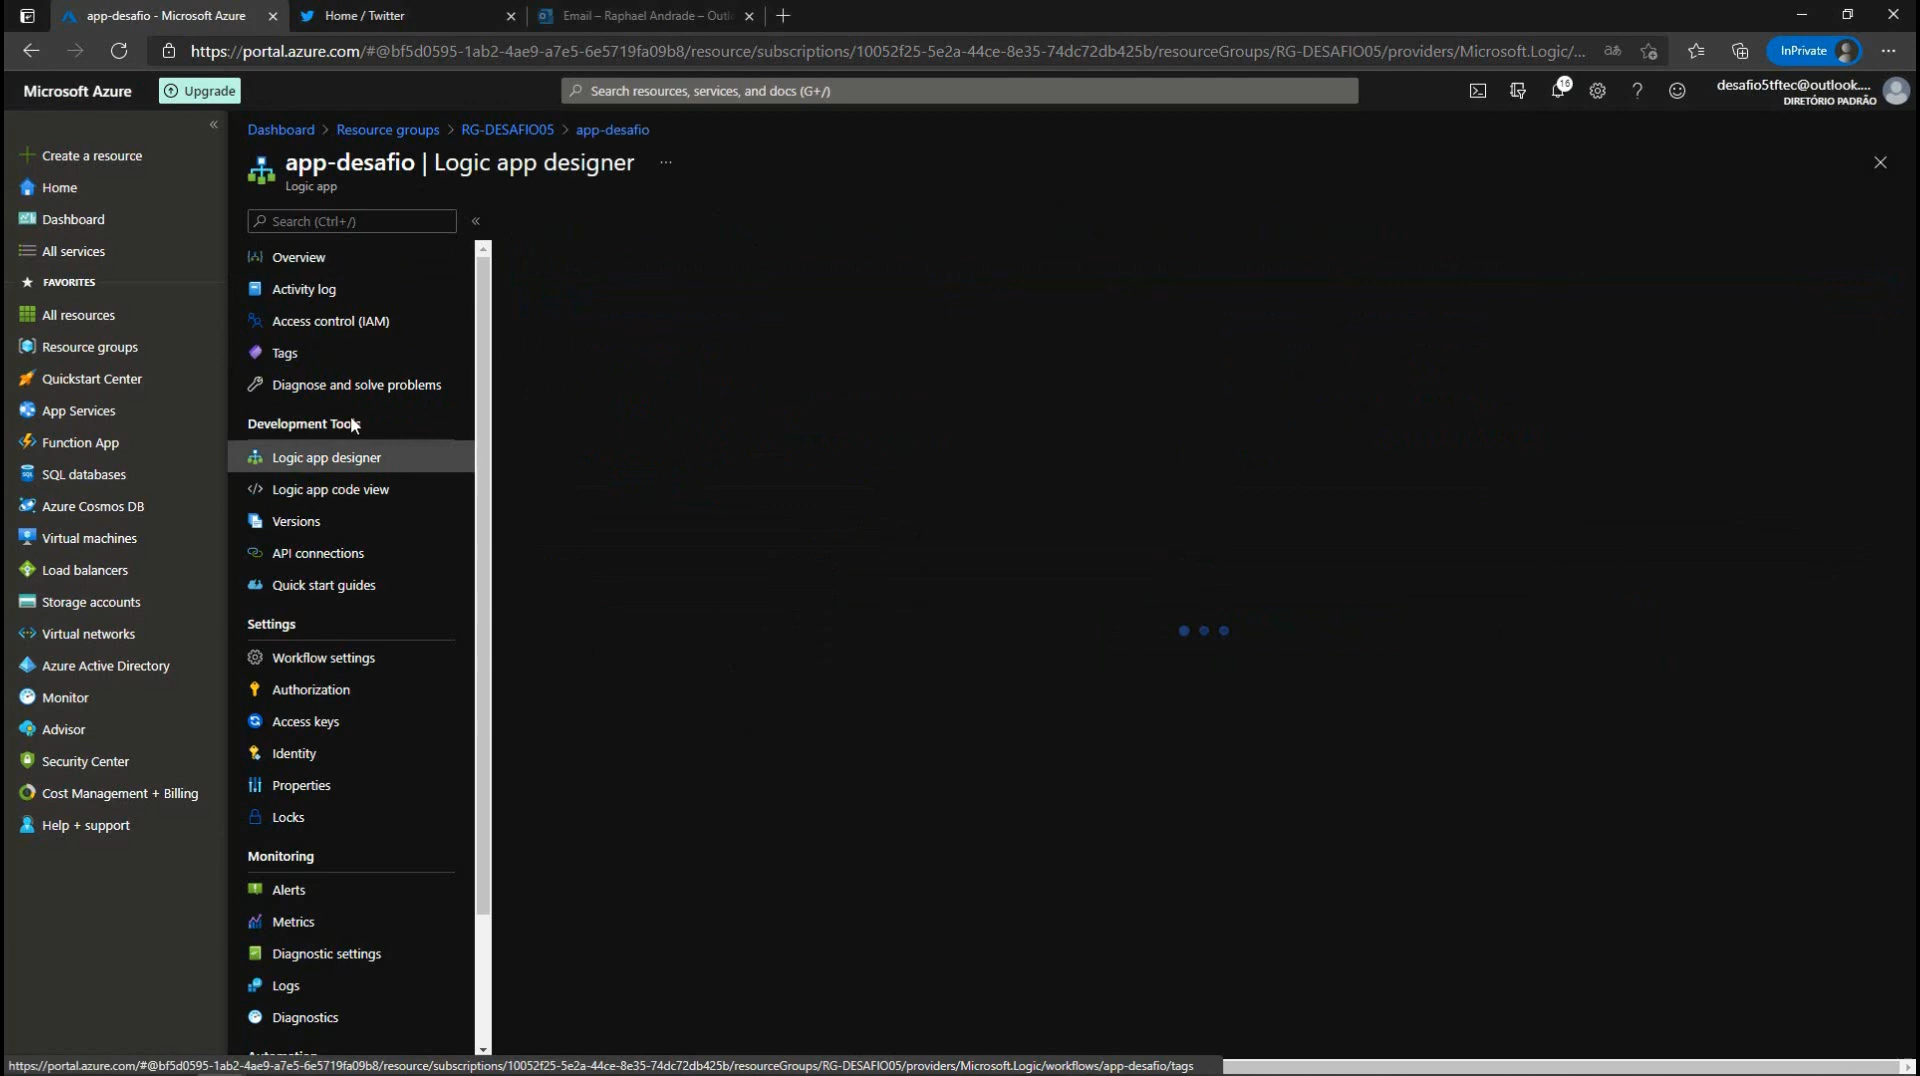 app-desafio - Microsoft Azure
Home / Twitter
Email – Raphael Andrade – Outl
https://portal.azure.com/#@bf5d0595-1ab2-4ae9-a7e5-6e5719fa09b8/resource/subscriptions/10052f25-5e2a-44ce-8e35-74dc72db425b/resourceGroups/RG-DESAFIO05/providers/Microsoft.Logic/...
InPrivate
Microsoft Azure
Upgrade
Search resources, services, and docs (G+/)
16
desafio5tftec@outlook....
DIRETÓRIO PADRÃO
Create a resource
Home
Dashboard
All services
FAVORITES
All resources
Resource groups
Quickstart Center
App Services
Function App
SQL databases
Azure Cosmos DB
Virtual machines
Load balancers
Storage accounts
Virtual networks
Azure Active Directory
Monitor
Advisor
Security Center
Cost Management + Billing
Help + support
Dashboard > Resource groups > RG-DESAFIO05 > app-desafio
app-desafio | Logic app designer
Logic app
Search (Ctrl+/)
Overview
Activity log
Access control (IAM)
Tags
Diagnose and solve problems
Development Tools
Logic app designer
Logic app code view
Versions
API connections
Quick start guides
Settings
Workflow settings
Authorization
Access keys
Identity
Properties
Locks
Monitoring
Alerts
Metrics
Diagnostic settings
Logs
Diagnostics
Automation
https://portal.azure.com/#@bf5d0595-1ab2-4ae9-a7e5-6e5719fa09b8/resource/subscriptions/10052f25-5e2a-44ce-8e35-74dc72db425b/resourceGroups/RG-DESAFIO05/providers/Microsoft.Logic/workflows/app-desafio/tags